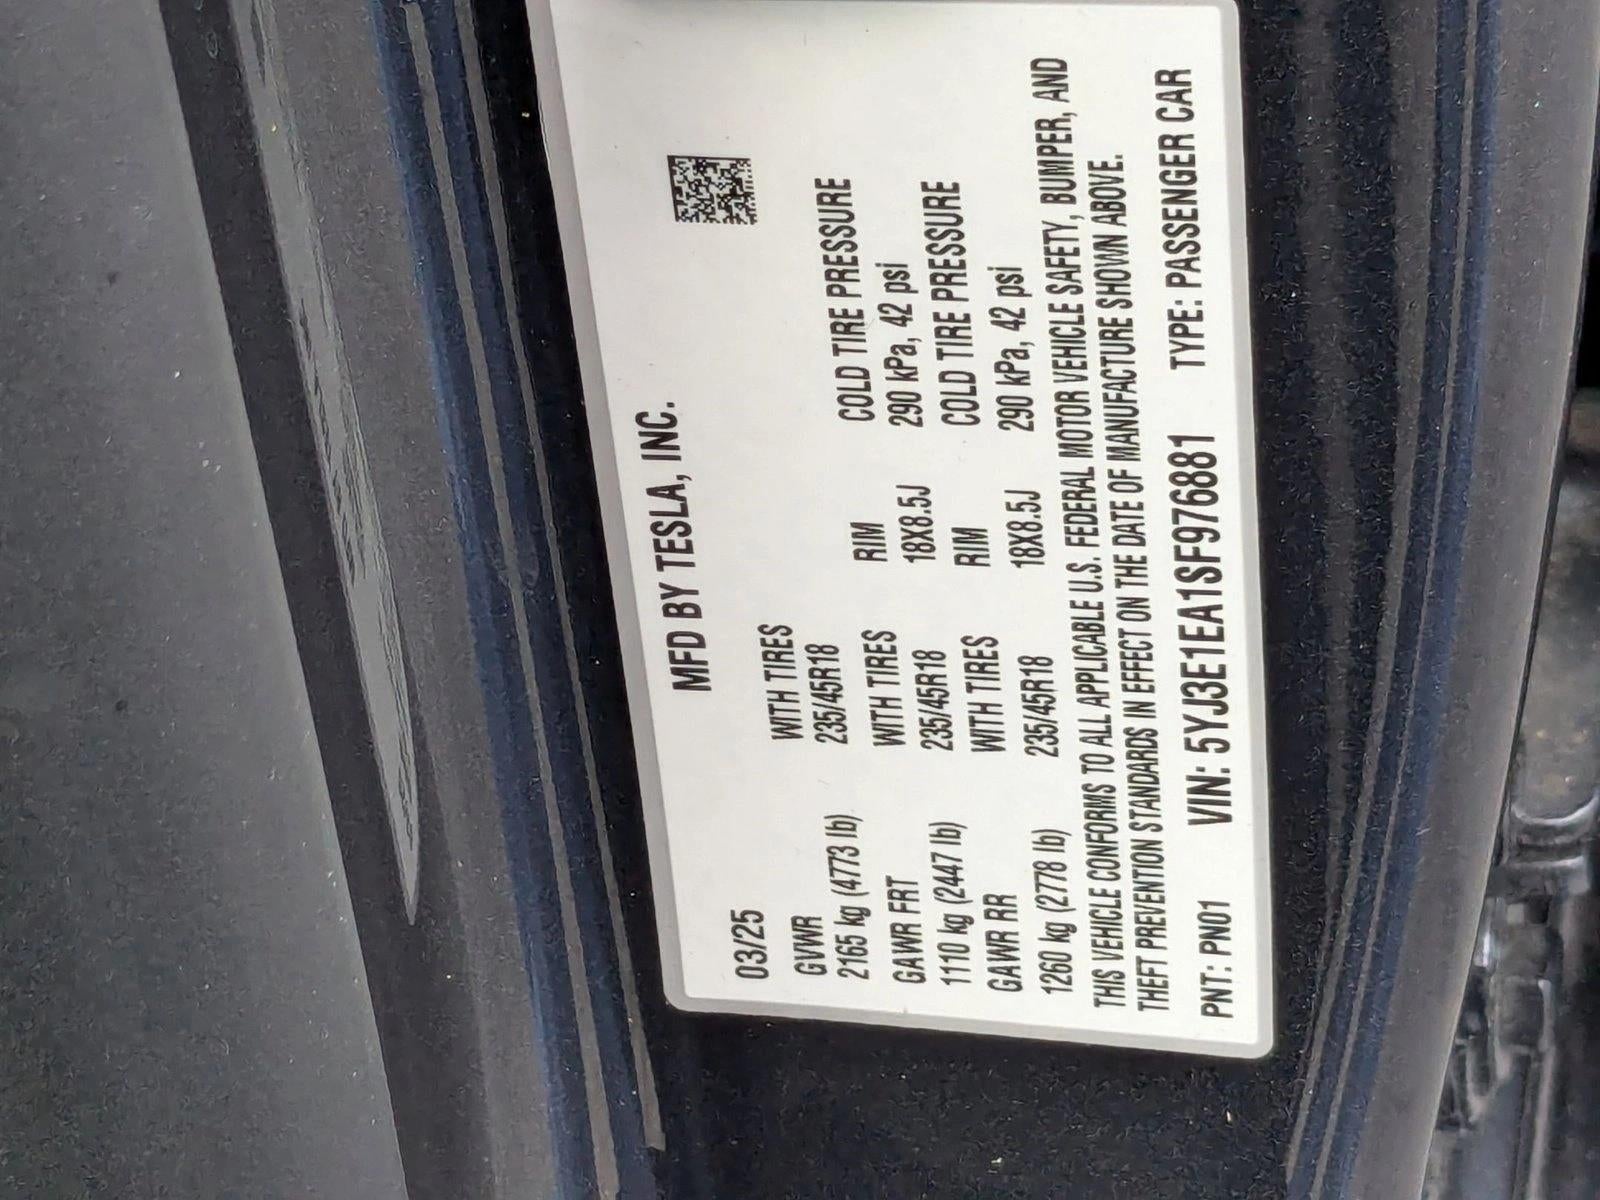 MFD BY TESLA, INC.
03/25
GVWR WITH TIRES RIM COLD TIRE PRESSURE
2165 kg (4773 lb) 235/45R18 18X8.5J 290 kPa, 42 psi
GAWR FRT WITH TIRES RIM COLD TIRE PRESSURE
1110 kg (2447 lb) 235/45R18 18X8.5J 290 kPa, 42 psi
GAWR RR WITH TIRES
1260 kg (2778 lb) 235/45R18
THIS VEHICLE CONFORMS TO ALL APPLICABLE U.S. FEDERAL MOTOR VEHICLE SAFETY, BUMPER, AND
THEFT PREVENTION STANDARDS IN EFFECT ON THE DATE OF MANUFACTURE SHOWN ABOVE.
PNT: PN01 VIN: 5YJ3E1EA1SF976881 TYPE: PASSENGER CAR